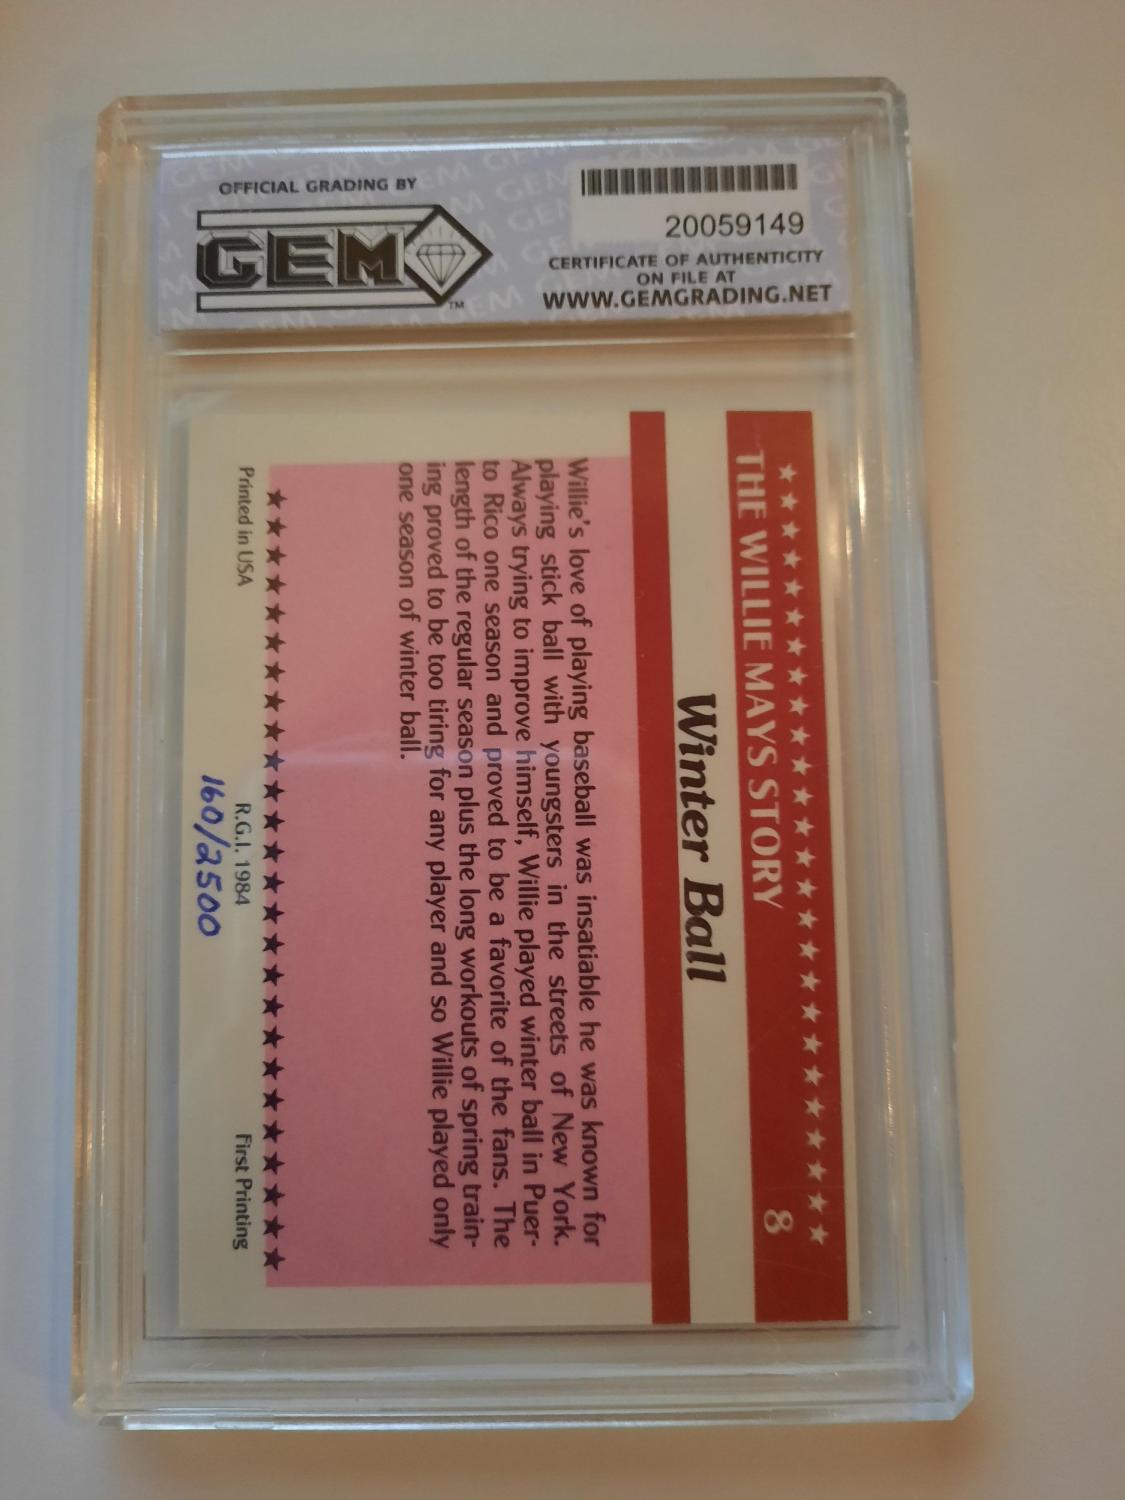 OFFICIAL GRADING BY
GEM
™
20059149
CERTIFICATE OF AUTHENTICITY
ON FILE AT
WWW.GEMGRADING.NET
THE WILLIE MAYS STORY 8
Winter Ball
Willie's love of playing baseball was insatiable he was known for
playing stick ball with youngsters in the streets of New York.
Always trying to improve himself, Willie played winter ball in Puer-
to Rico one season and proved to be a favorite of the fans. The
length of the regular season plus the long workouts of spring train-
ing proved to be too tiring for any player and so Willie played only
one season of winter ball.
Printed in USA R.G.I. 1984 First Printing
160/2500